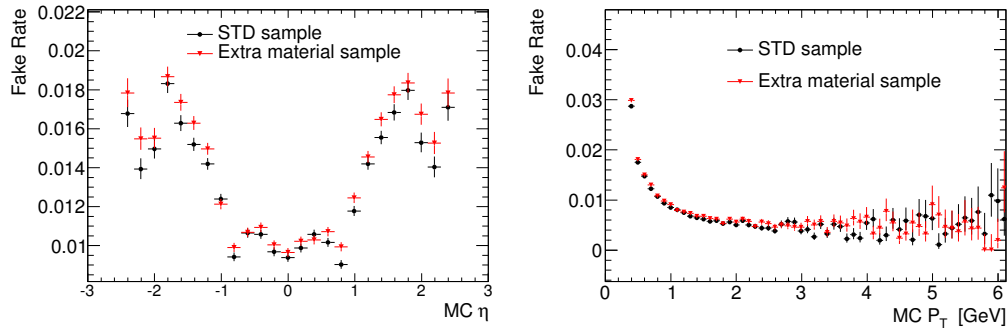 Fake Rate
0.022
0.02
0.018
0.016
0.014
0.012
0.01
STD sample
Extra material sample
-3 -2 -1 0 1 2 3
MC η
Fake Rate
0.04
0.03
0.02
0.01
0
STD sample
Extra material sample
0 1 2 3 4 5 6
MC P_T [GeV]